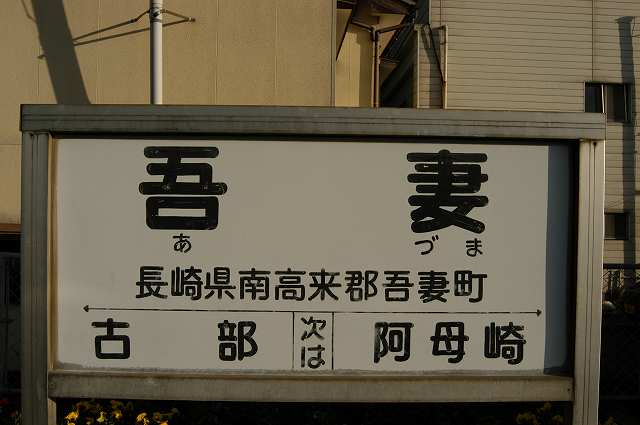 吾妻
あづま
長崎県南高来郡吾妻町
古部 次は 阿母崎